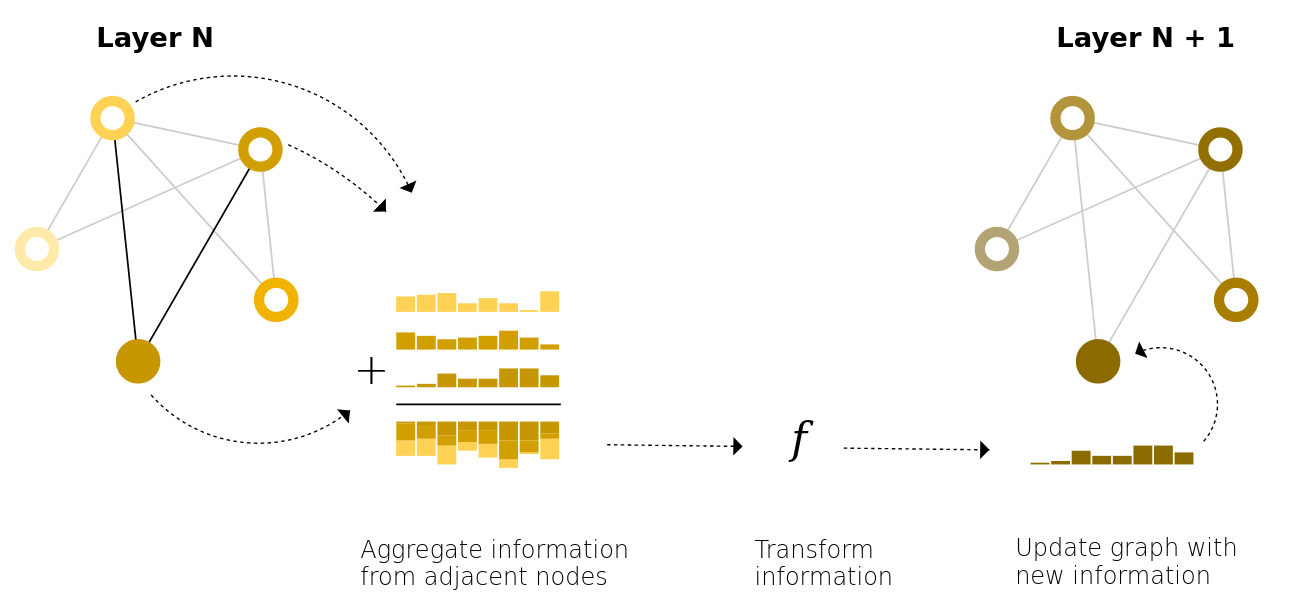 Layer N
Layer N + 1
+
f
Aggregate information
from adjacent nodes
Transform
information
Update graph with
new information